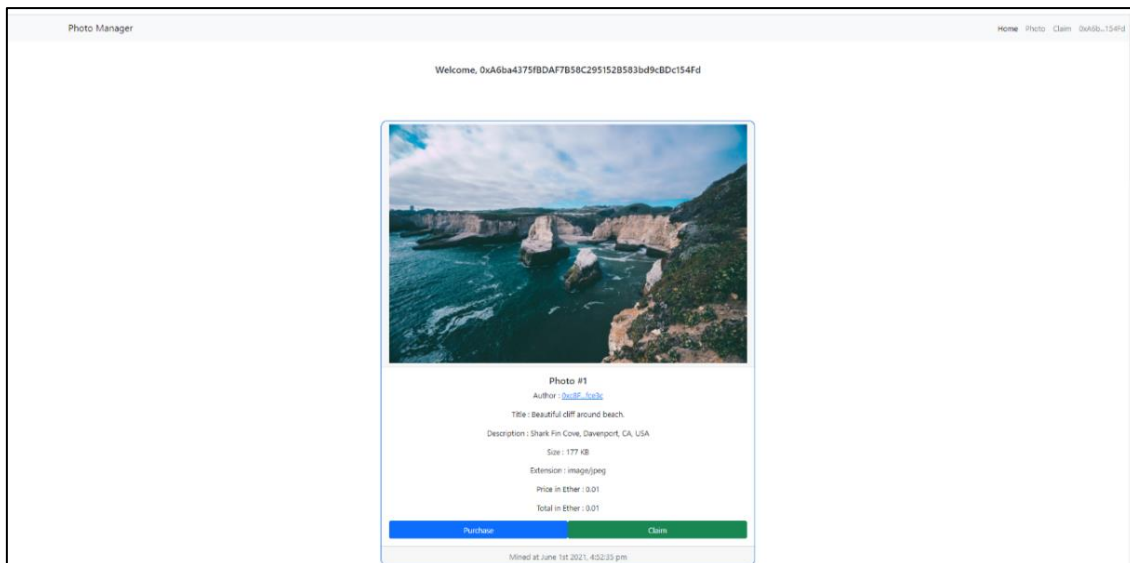 Photo Manager
Home Photo Claim 0xA6b...154Fd
Welcome, 0xA6ba4375fBDAF7B58C295152B583bd9cBDc154Fd
Photo #1
Author : 0xc8F...fce3c
Title : Beautiful cliff around beach.
Description : Shark Fin Cove, Davenport, CA, USA
Size : 177 KB
Extension : image/jpeg
Price in Ether : 0.01
Total in Ether : 0.01
Purchase Claim
Mined at June 1st 2021, 4:52:35 pm